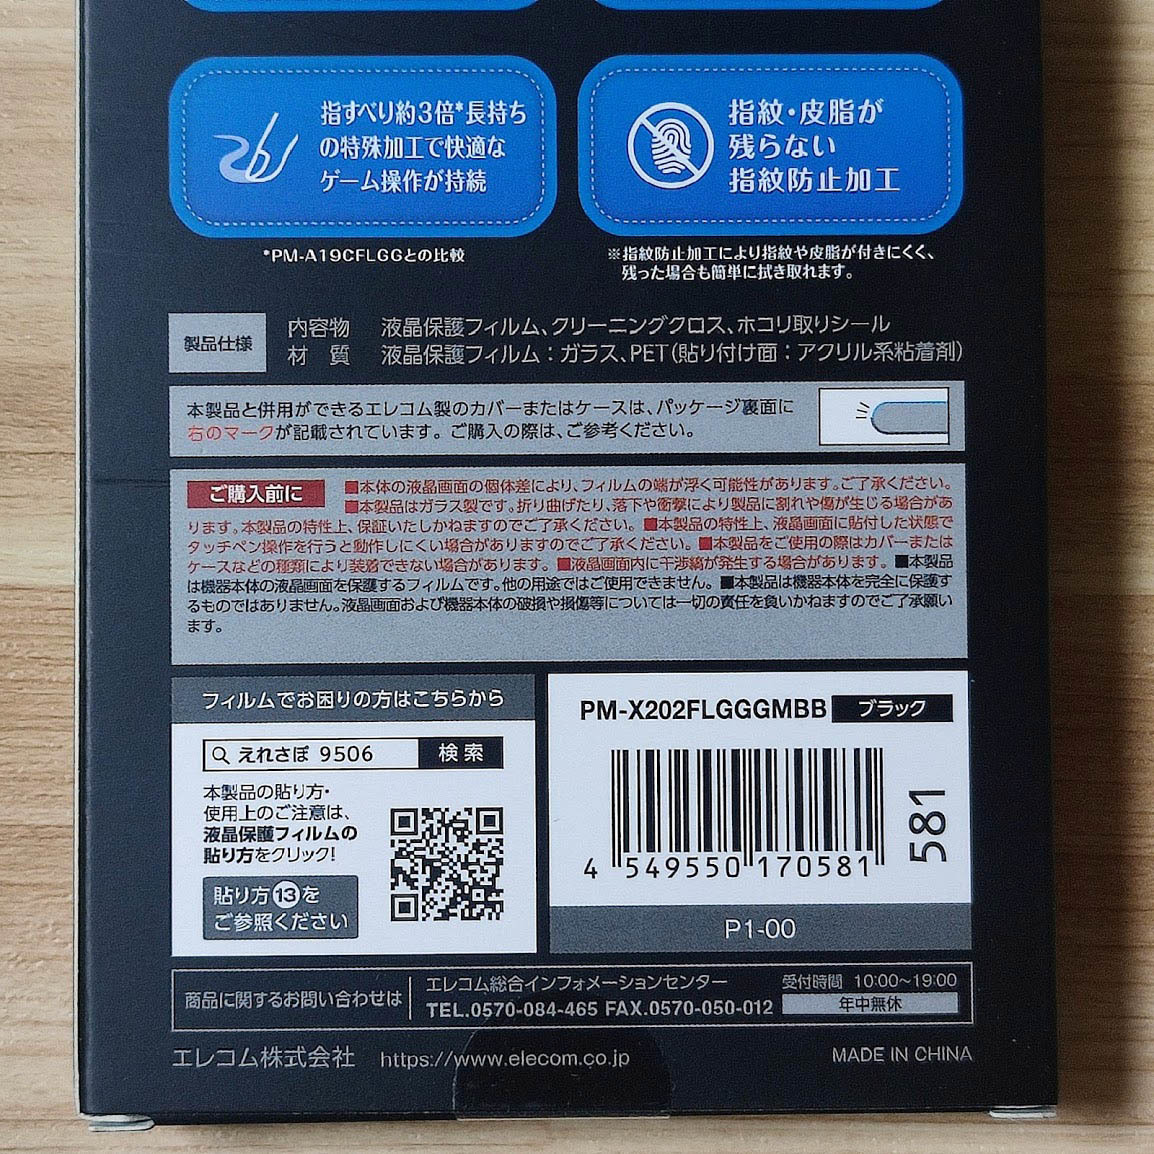 指すべり約3倍*長持ち
の特殊加工で快適な
ゲーム操作が持続
*PM-A19CFLGGとの比較
指紋・皮脂が
残らない
指紋防止加工
※指紋防止加工により指紋や皮脂が付きにくく、
残った場合も簡単に拭き取れます。
製品仕様
内容物 液晶保護フィルム、クリーニングクロス、ホコリ取りシール
材 質 液晶保護フィルム：ガラス、PET(貼り付け面：アクリル系粘着剤)
本製品と併用ができるエレコム製のカバーまたはケースは、パッケージ裏面に
右のマークが記載されています。ご購入の際は、ご参考ください。
ご購入前に ■本体の液晶画面の個体差により、フィルムの端が浮く可能性があります。ご了承ください。
■本製品はガラス製です。折り曲げたり、落下や衝撃により製品に割れや傷が生じる場合があ
ります。本製品の特性上、保証いたしかねますのでご了承ください。■本製品の特性上、液晶画面に貼付した状態で
タッチペン操作を行うと動作しにくい場合がありますのでご了承ください。■本製品をご使用の際はカバーまたは
ケースなどの種類により装着できない場合があります。■液晶画面内に干渉縞が発生する場合があります。■本製品
は機器本体の液晶画面を保護するフィルムです。他の用途ではご使用できません。■本製品は機器本体を完全に保護す
るものではありません。液晶画面および機器本体の破損や損傷等については一切の責任を負いかねますのでご了承願い
ます。
フィルムでお困りの方はこちらから
えれさぽ 9506 検索
本製品の貼り方・
使用上のご注意は、
液晶保護フィルムの
貼り方をクリック!
貼り方⑬を
ご参照ください
PM-X202FLGGGMBB ブラック
4 549550 170581
581
P1-00
商品に関するお問い合わせは
エレコム総合インフォメーションセンター
TEL.0570-084-465 FAX.0570-050-012
受付時間 10:00～19:00
年中無休
エレコム株式会社 https://www.elecom.co.jp
MADE IN CHINA